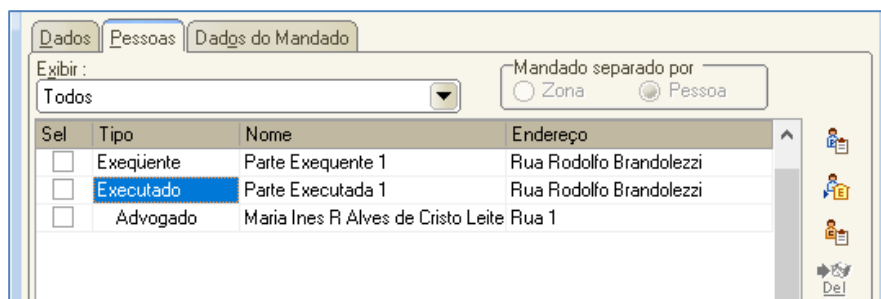 Dados Pessoas Dados do Mandado
Exibir : Mandado separado por
Todos Zona Pessoa
Sel Tipo Nome Endereço
Exeqüente Parte Exequente 1 Rua Rodolfo Brandolezzi
Executado Parte Executada 1 Rua Rodolfo Brandolezzi
Advogado Maria Ines R Alves de Cristo Leite Rua 1
Del